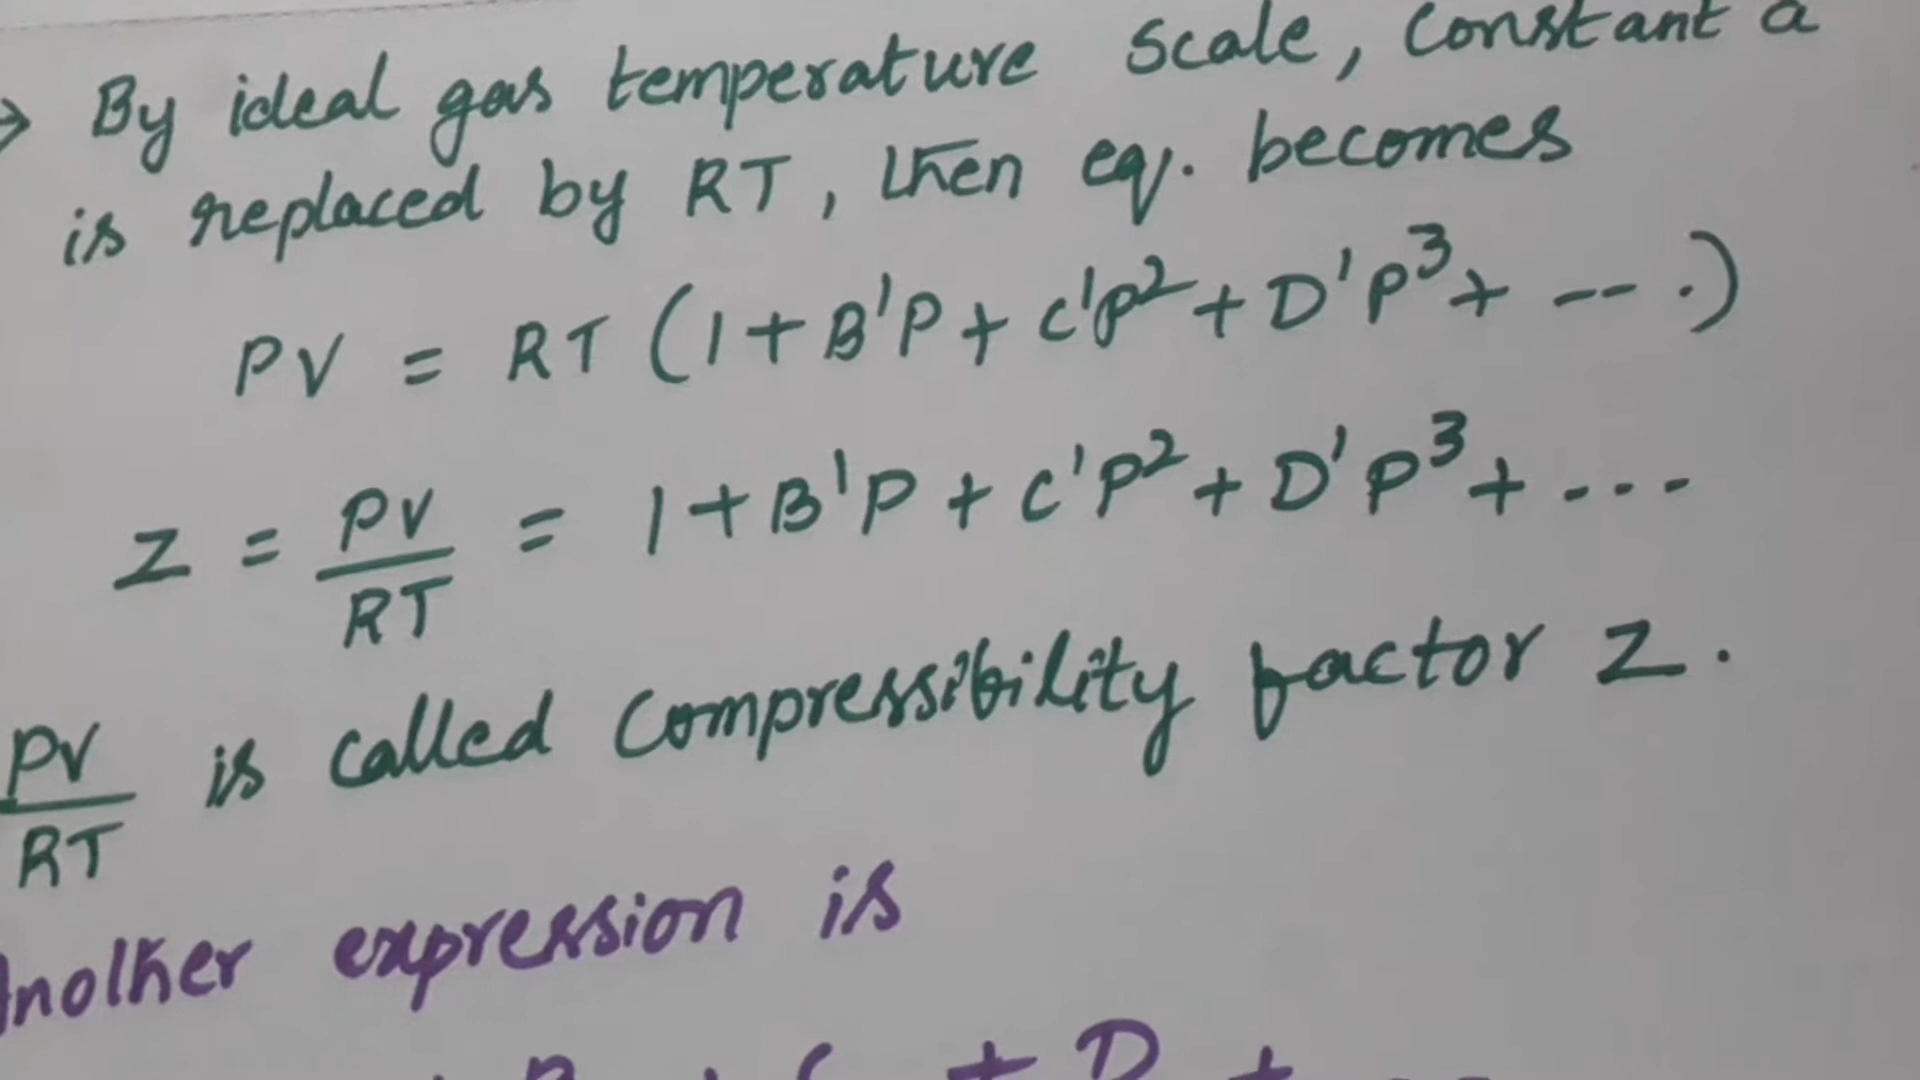 → By ideal gas temperature scale, Constant a
is replaced by RT, then eq. becomes
PV = RT (1 + B'P + C'P² + D'P³ + --- .)
Z = PV/RT = 1 + B'P + C'P² + D'P³ + ...
PV/RT is called Compressibility factor Z.
Another expression is